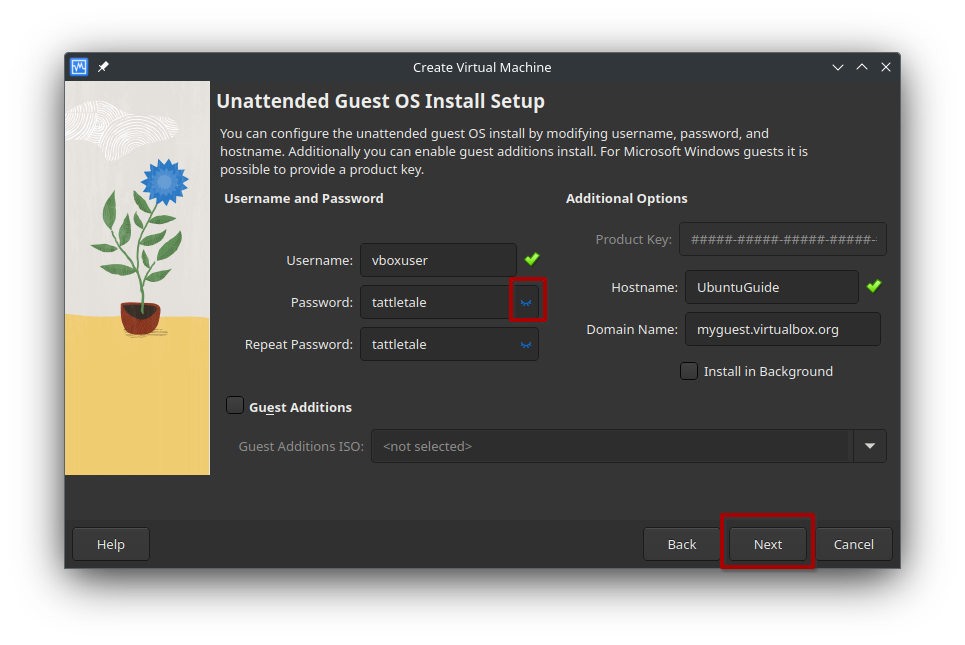 Create Virtual Machine
Unattended Guest OS Install Setup
You can configure the unattended guest OS install by modifying username, password, and
hostname. Additionally you can enable guest additions install. For Microsoft Windows guests it is
possible to provide a product key.
Username and Password
Username: vboxuser
Password: tattletale
Repeat Password: tattletale
Additional Options
Product Key: #####-#####-#####-#####-
Hostname: UbuntuGuide
Domain Name: myguest.virtualbox.org
Install in Background
Guest Additions
Guest Additions ISO: <not selected>
Help
Back
Next
Cancel